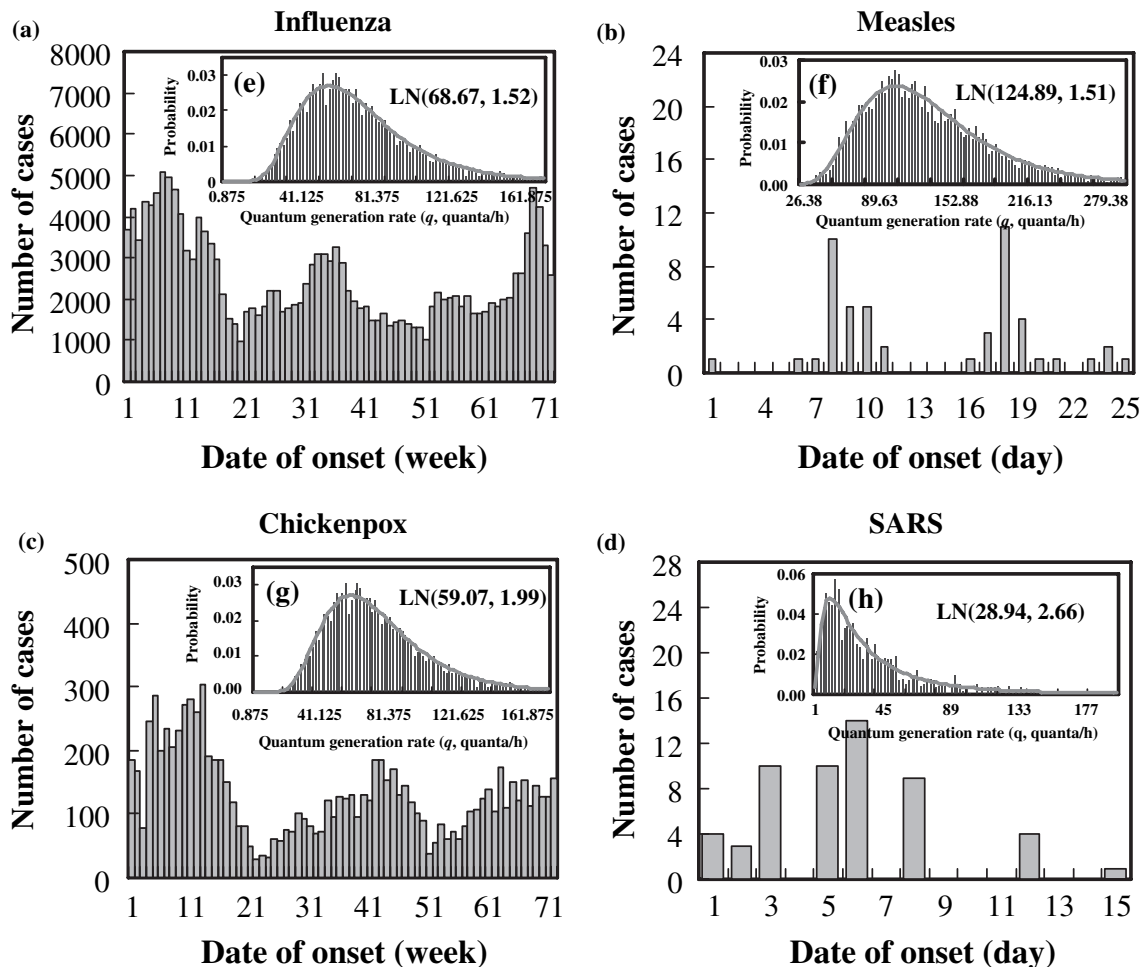 (a)
Influenza
Number of cases
8000
7000
6000
5000
4000
3000
2000
1000
0
1 11 21 31 41 51 61 71
Date of onset (week)
(e)
LN(68.67, 1.52)
Probability
0.03
0.02
0.01
0
0.875 41.125 81.375 121.625 161.875
Quantum generation rate (q, quanta/h)
(b)
Measles
Number of cases
24
20
16
12
8
4
0
1 4 7 10 13 16 19 22 25
Date of onset (day)
(f)
LN(124.89, 1.51)
Probability
0.03
0.02
0.01
0.00
26.38 89.63 152.88 216.13 279.38
Quantum generation rate (q, quanta/h)
(c)
Chickenpox
Number of cases
500
400
300
200
100
0
1 11 21 31 41 51 61 71
Date of onset (week)
(g)
LN(59.07, 1.99)
Probability
0.03
0.02
0.01
0.00
0.875 41.125 81.375 121.625 161.875
Quantum generation rate (q, quanta/h)
(d)
SARS
Number of cases
28
24
20
16
12
8
4
0
1 3 5 7 9 11 13 15
Date of onset (day)
(h)
LN(28.94, 2.66)
Probability
0.06
0.04
0.02
0.00
1 45 89 133 177
Quantum generation rate (q, quanta/h)